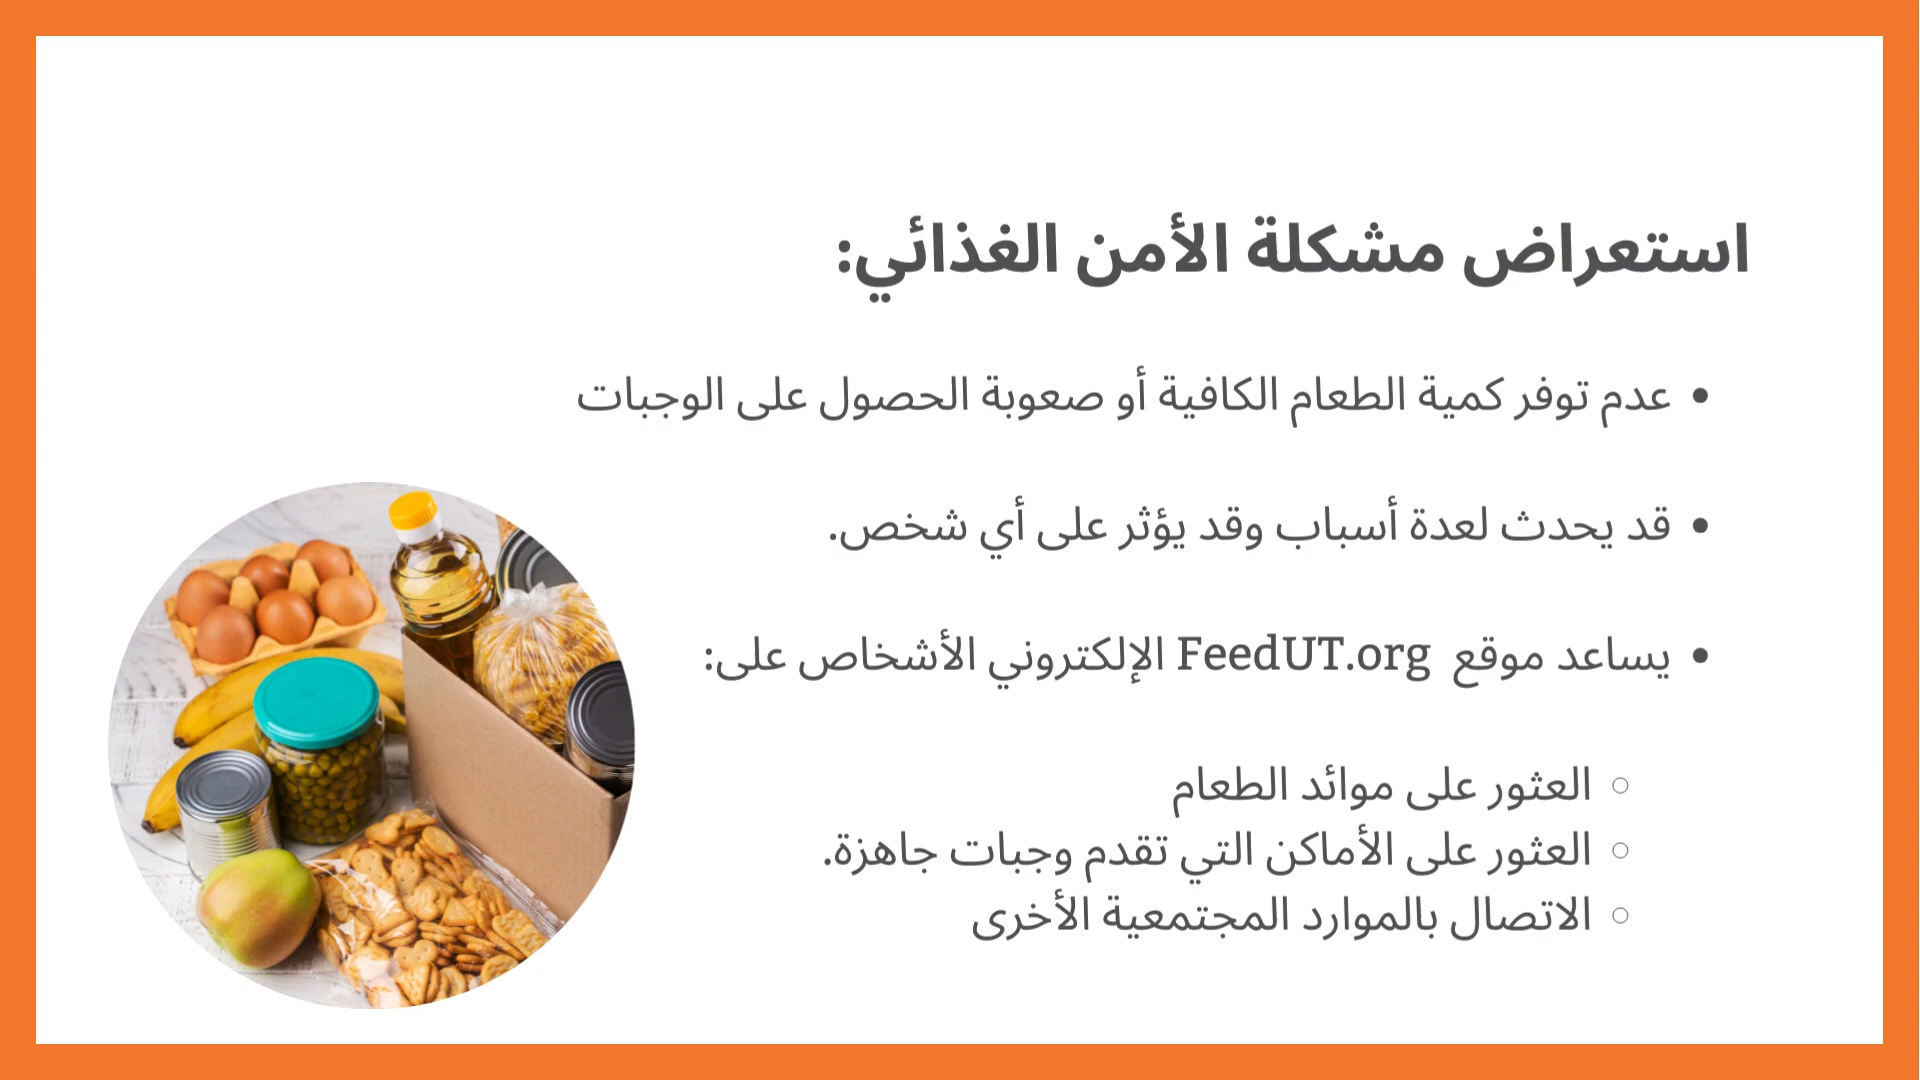 استعراض مشكلة الأمن الغذائي:
• عدم توفر كمية الطعام الكافية أو صعوبة الحصول على الوجبات
• قد يحدث لعدة أسباب وقد يؤثر على أي شخص.
• يساعد موقع FeedUT.org الإلكتروني الأشخاص على:
○ العثور على موائد الطعام
○ العثور على الأماكن التي تقدم وجبات جاهزة.
○ الاتصال بالموارد المجتمعية الأخرى